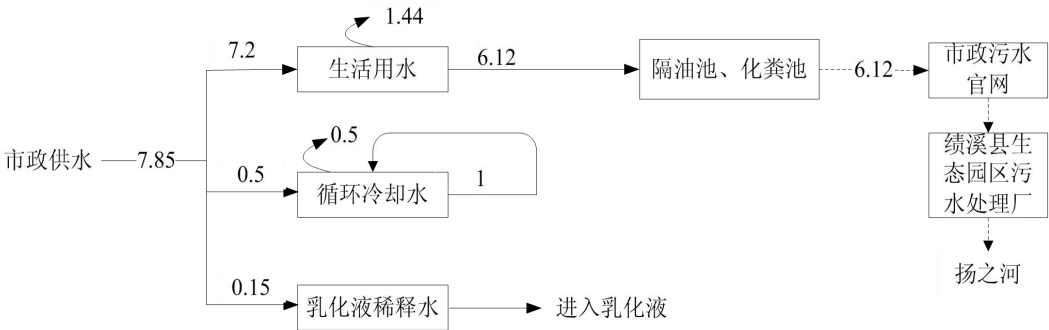 1.44
7.2
生活用水
6.12
隔油池、化粪池
6.12
市政污水
官网
市政供水
7.85
0.5
0.5
循环冷却水
1
绩溪县生
态园区污
水处理厂
扬之河
0.15
乳化液稀释水
进入乳化液